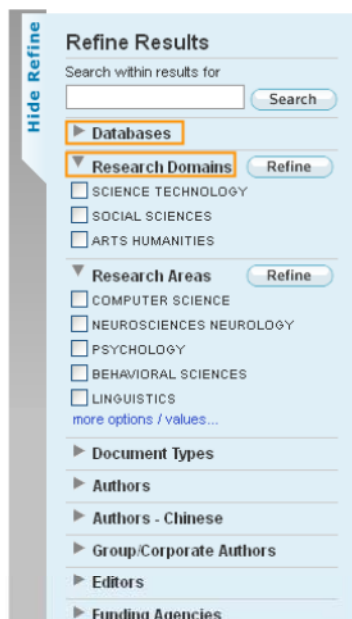 Hide Refine
Refine Results
Search within results for
Search
Databases
Research Domains Refine
SCIENCE TECHNOLOGY
SOCIAL SCIENCES
ARTS HUMANITIES
Research Areas Refine
COMPUTER SCIENCE
NEUROSCIENCES NEUROLOGY
PSYCHOLOGY
BEHAVIORAL SCIENCES
LINGUISTICS
more options / values...
Document Types
Authors
Authors - Chinese
Group/Corporate Authors
Editors
Funding Agencies